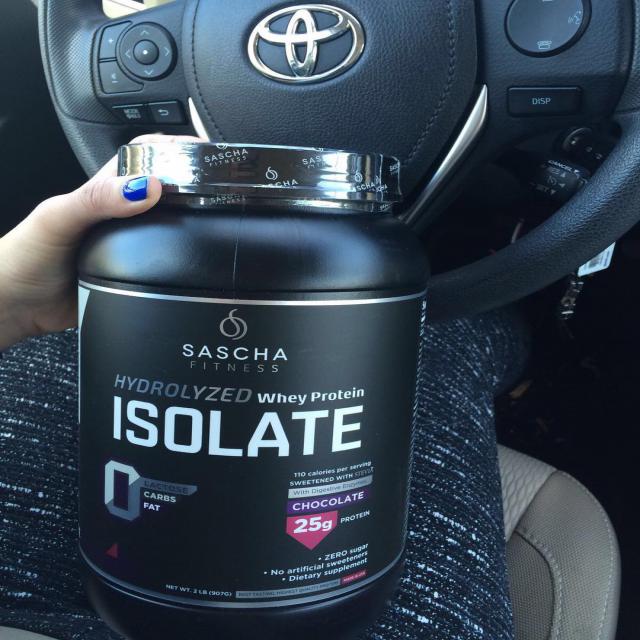 DISP
SASCHA
FITNESS
SASCHA
FITNESS
HYDROLYZED Whey Protein
ISOLATE
0 LACTOSE
CARBS
FAT
110 calories per serving
SWEETENED WITH STEVIA
With Digestive Enzymes
CHOCOLATE
25g PROTEIN
• ZERO sugar
• No artificial sweeteners
• Dietary supplement
NET WT. 2 LB (907G)